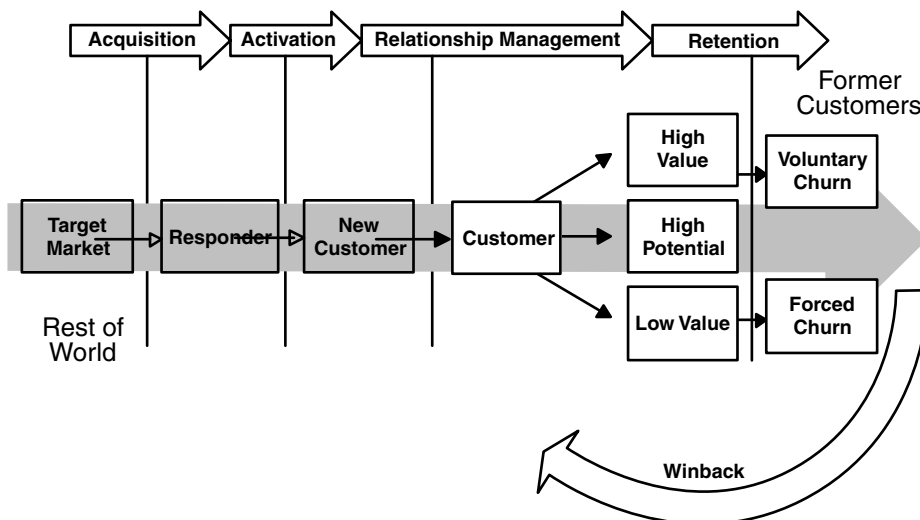 Acquisition
Activation
Relationship Management
Retention
Former
Customers
High
Value
Voluntary
Churn
Target
Market
Responder
New
Customer
Customer
High
Potential
Low Value
Forced
Churn
Rest of
World
Winback